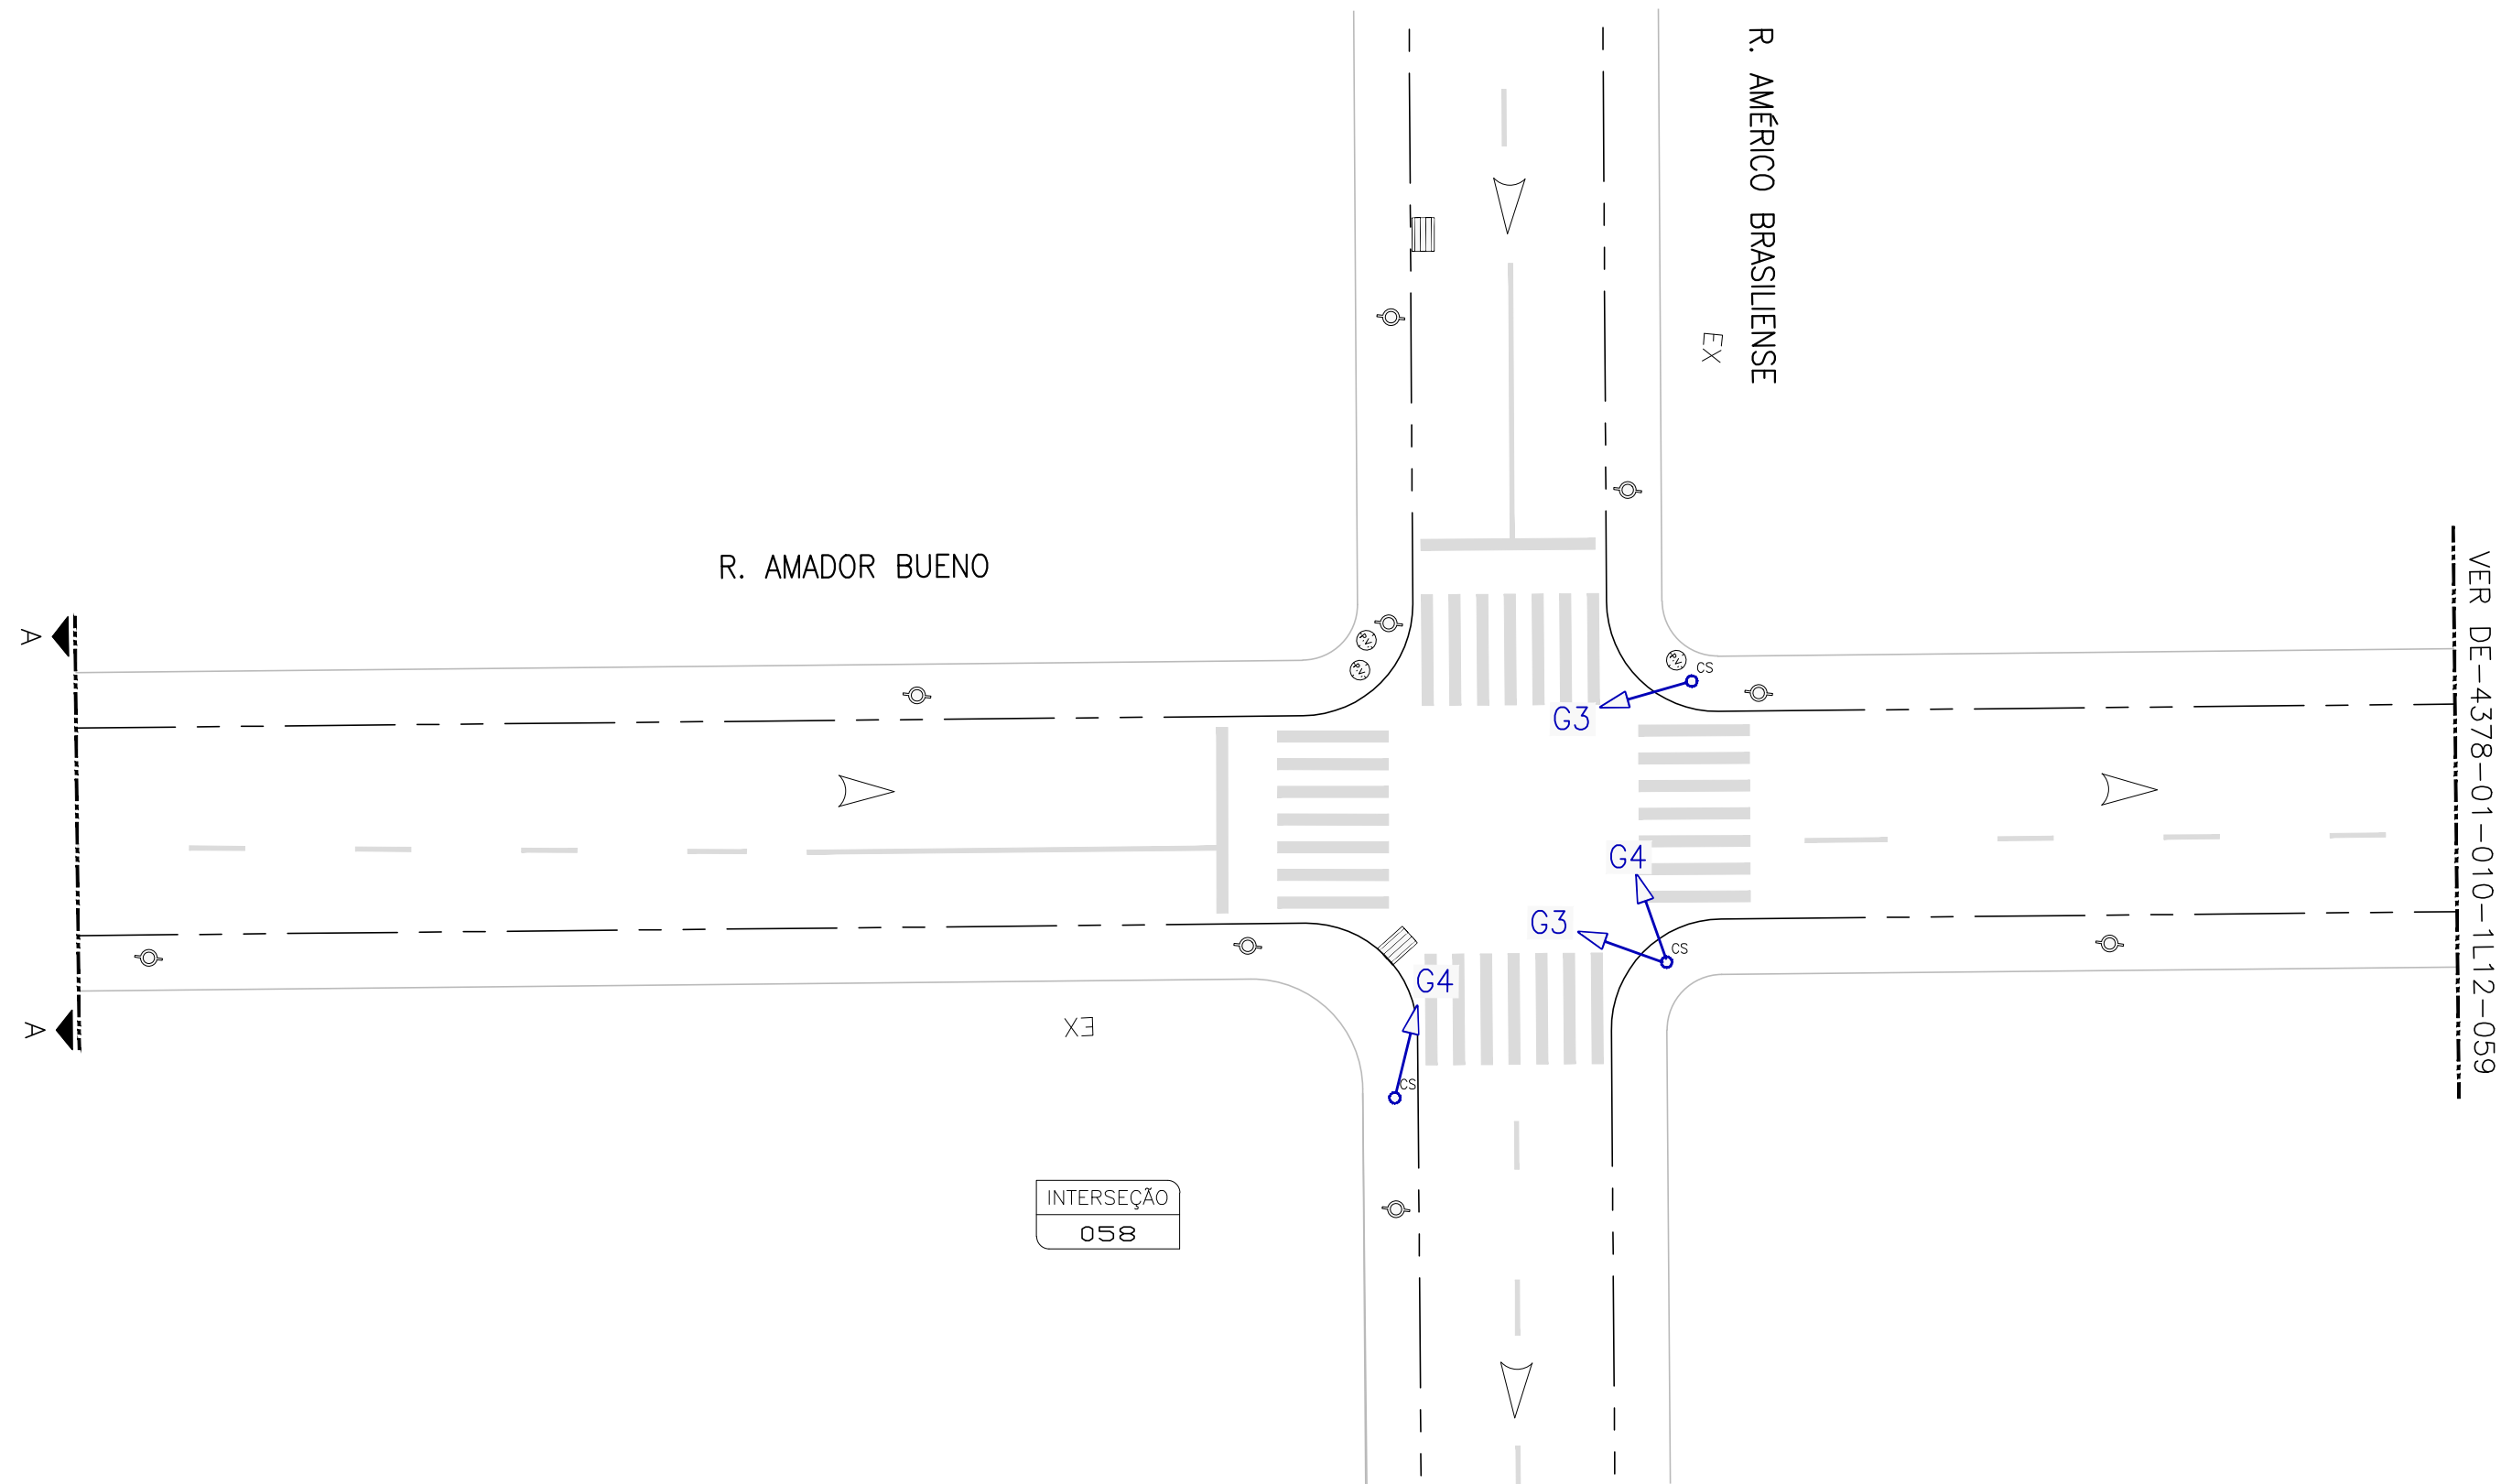 R. AMÉRICO BRASILIENSE
EX
R. AMADOR BUENO
VER DE-4378-01-010-1L12-059
A
P.V.
P.V.
P.V.
CS
G3
G4
G3
CS
G4
CS
A
EX
INTERSEÇÃO
058